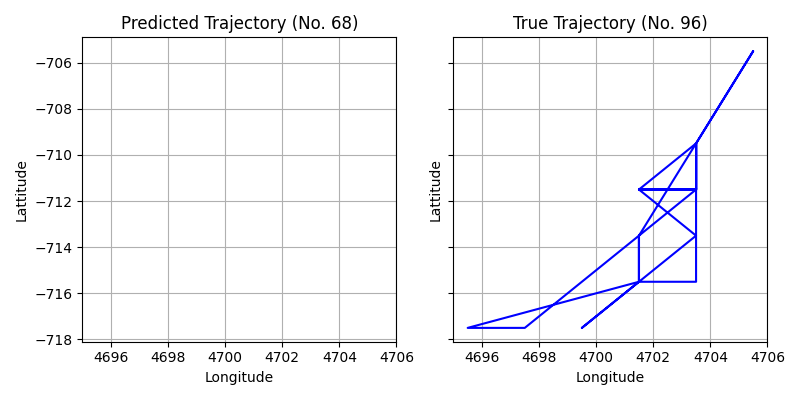 Predicted Trajectory (No. 68)
Lattitude
−706
−708
−710
−712
−714
−716
−718
4696 4698 4700 4702 4704 4706
Longitude
True Trajectory (No. 96)
Lattitude
4696 4698 4700 4702 4704 4706
Longitude